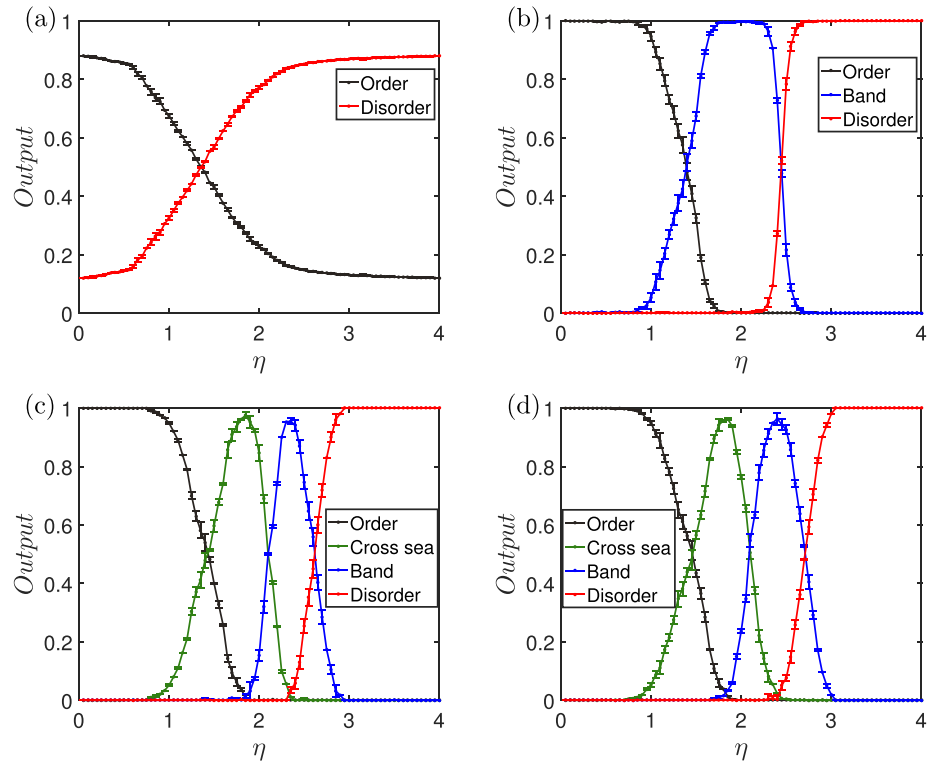 (a)
1
0.8
0.6
0.4
0.2
0
Output
Order
Disorder
0 1 2 3 4
η
(b)
1
0.8
0.6
0.4
0.2
0
Output
Order
Band
Disorder
0 1 2 3 4
η
(c)
1
0.8
0.6
0.4
0.2
0
Output
Order
Cross sea
Band
Disorder
0 1 2 3 4
η
(d)
1
0.8
0.6
0.4
0.2
0
Output
Order
Cross sea
Band
Disorder
0 1 2 3 4
η